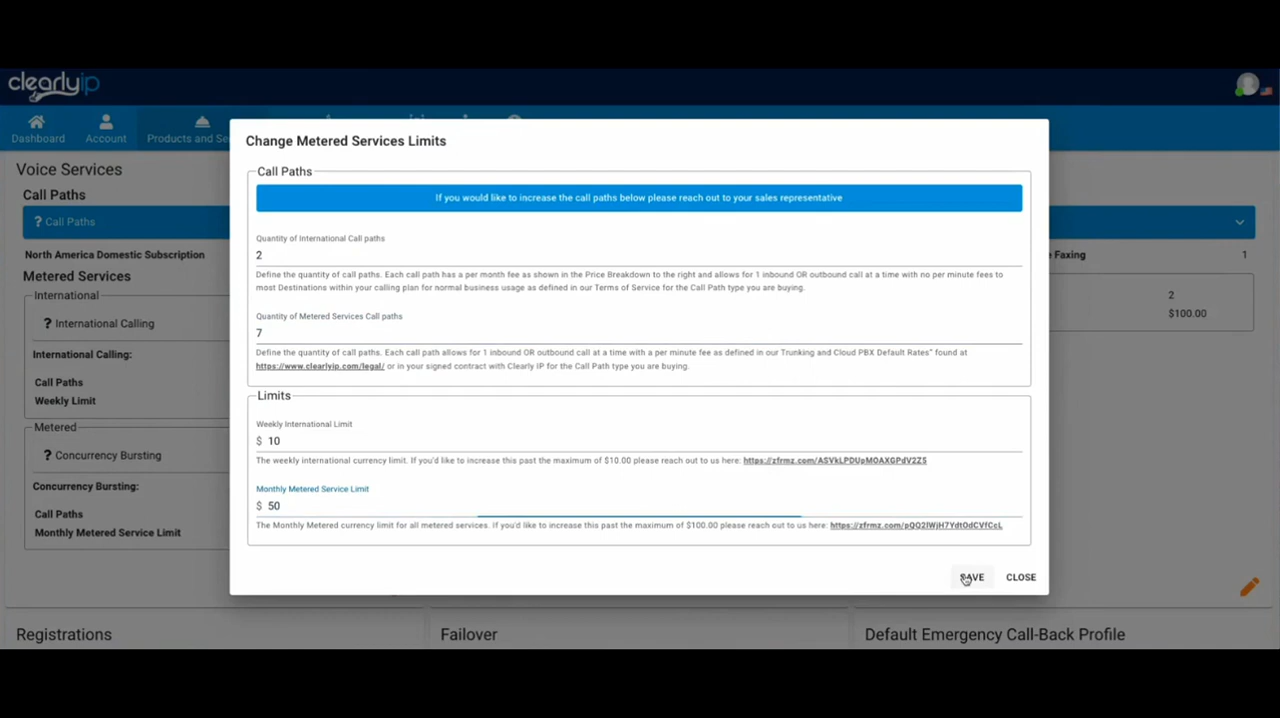 clearlyip
Dashboard
Account
Products and Se
Change Metered Services Limits
Voice Services
Call Paths
? Call Paths
North America Domestic Subscription
e Faxing
1
Metered Services
International
? International Calling
2
$100.00
International Calling:
Call Paths
Weekly Limit
Metered
? Concurrency Bursting
Concurrency Bursting:
Call Paths
Monthly Metered Service Limit
Call Paths
If you would like to increase the call paths below please reach out to your sales representative
Quantity of International Call paths
2
Define the quantity of call paths. Each call path has a per month fee as shown in the Price Breakdown to the right and allows for 1 inbound OR outbound call at a time with no per minute fees to
most Destinations within your calling plan for normal business usage as defined in our Terms of Service for the Call Path type you are buying.
Quantity of Metered Services Call paths
7
Define the quantity of call paths. Each call path allows for 1 inbound OR outbound call at a time with a per minute fee as defined in our Trunking and Cloud PBX Default Rates" found at
https://www.clearlyip.com/legal/ or in your signed contract with Clearly IP for the Call Path type you are buying.
Limits
Weekly International Limit
$ 10
The weekly international currency limit. If you'd like to increase this past the maximum of $10.00 please reach out to us here: https://zfrmz.com/ASVkLPDUpMOAXGPdV2Z5
Monthly Metered Service Limit
$ 50
The Monthly Metered currency limit for all metered services. If you'd like to increase this past the maximum of $100.00 please reach out to us here: https://zfrmz.com/pQQ2IWjH7YdtOdCVfCcL
SAVE
CLOSE
Registrations
Failover
Default Emergency Call-Back Profile